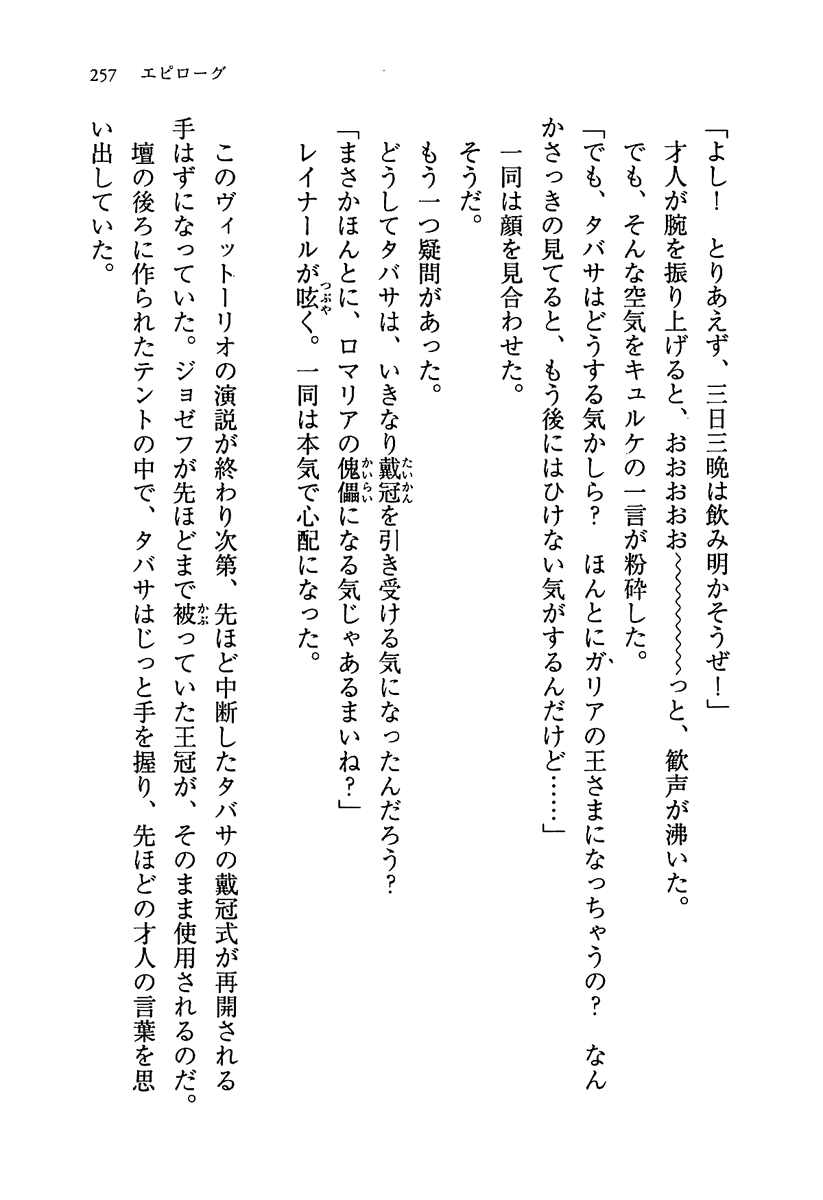 257 エピローグ
「よし！　とりあえず、三日三晩は飲み明かそうぜ！」
才人が腕を振り上げると、おおおおお〜〜〜〜〜〜っと、歓声が沸いた。
でも、そんな空気をキュルケの一言が粉砕した。
「でも、タバサはどうする気かしら？　ほんとにガリアの王さまになっちゃうの？　なん
かさっきの見てると、もう後にはひけない気がするんだけど……」
一同は顔を見合わせた。
そうだ。
もう一つ疑問があった。
どうしてタバサは、いきなり戴冠を引き受ける気になったんだろう？
「まさかほんとに、ロマリアの傀儡になる気じゃあるまいね？」
レイナールが呟く。一同は本気で心配になった。
このヴィットーリオの演説が終わり次第、先ほど中断したタバサの戴冠式が再開される
手はずになっていた。ジョゼフが先ほどまで被っていた王冠が、そのまま使用されるのだ。
壇の後ろに作られたテントの中で、タバサはじっと手を握り、先ほどの才人の言葉を思
い出していた。